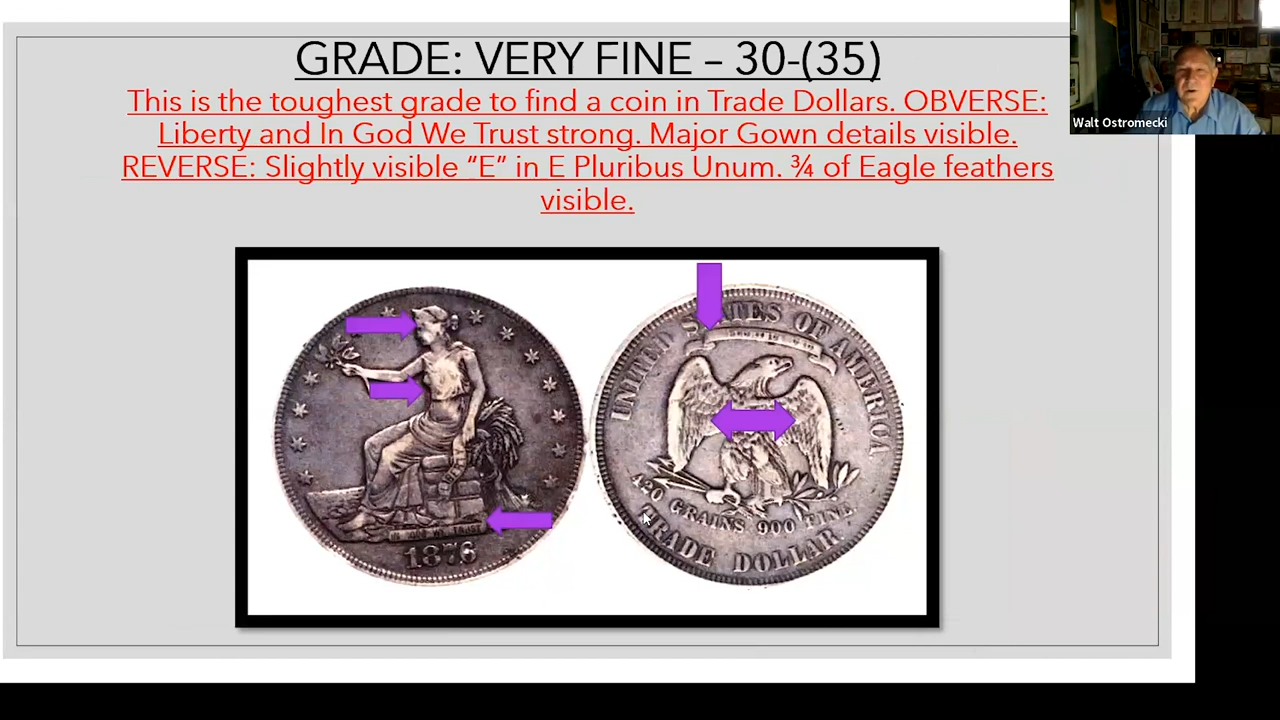 GRADE: VERY FINE – 30-(35)
This is the toughest grade to find a coin in Trade Dollars. OBVERSE:
Liberty and In God We Trust strong. Major Gown details visible.
REVERSE: Slightly visible “E” in E Pluribus Unum. ¾ of Eagle feathers
visible.
Walt Ostromecki
1876
UNITED STATES OF AMERICA
420 GRAINS 900 FINE
TRADE DOLLAR